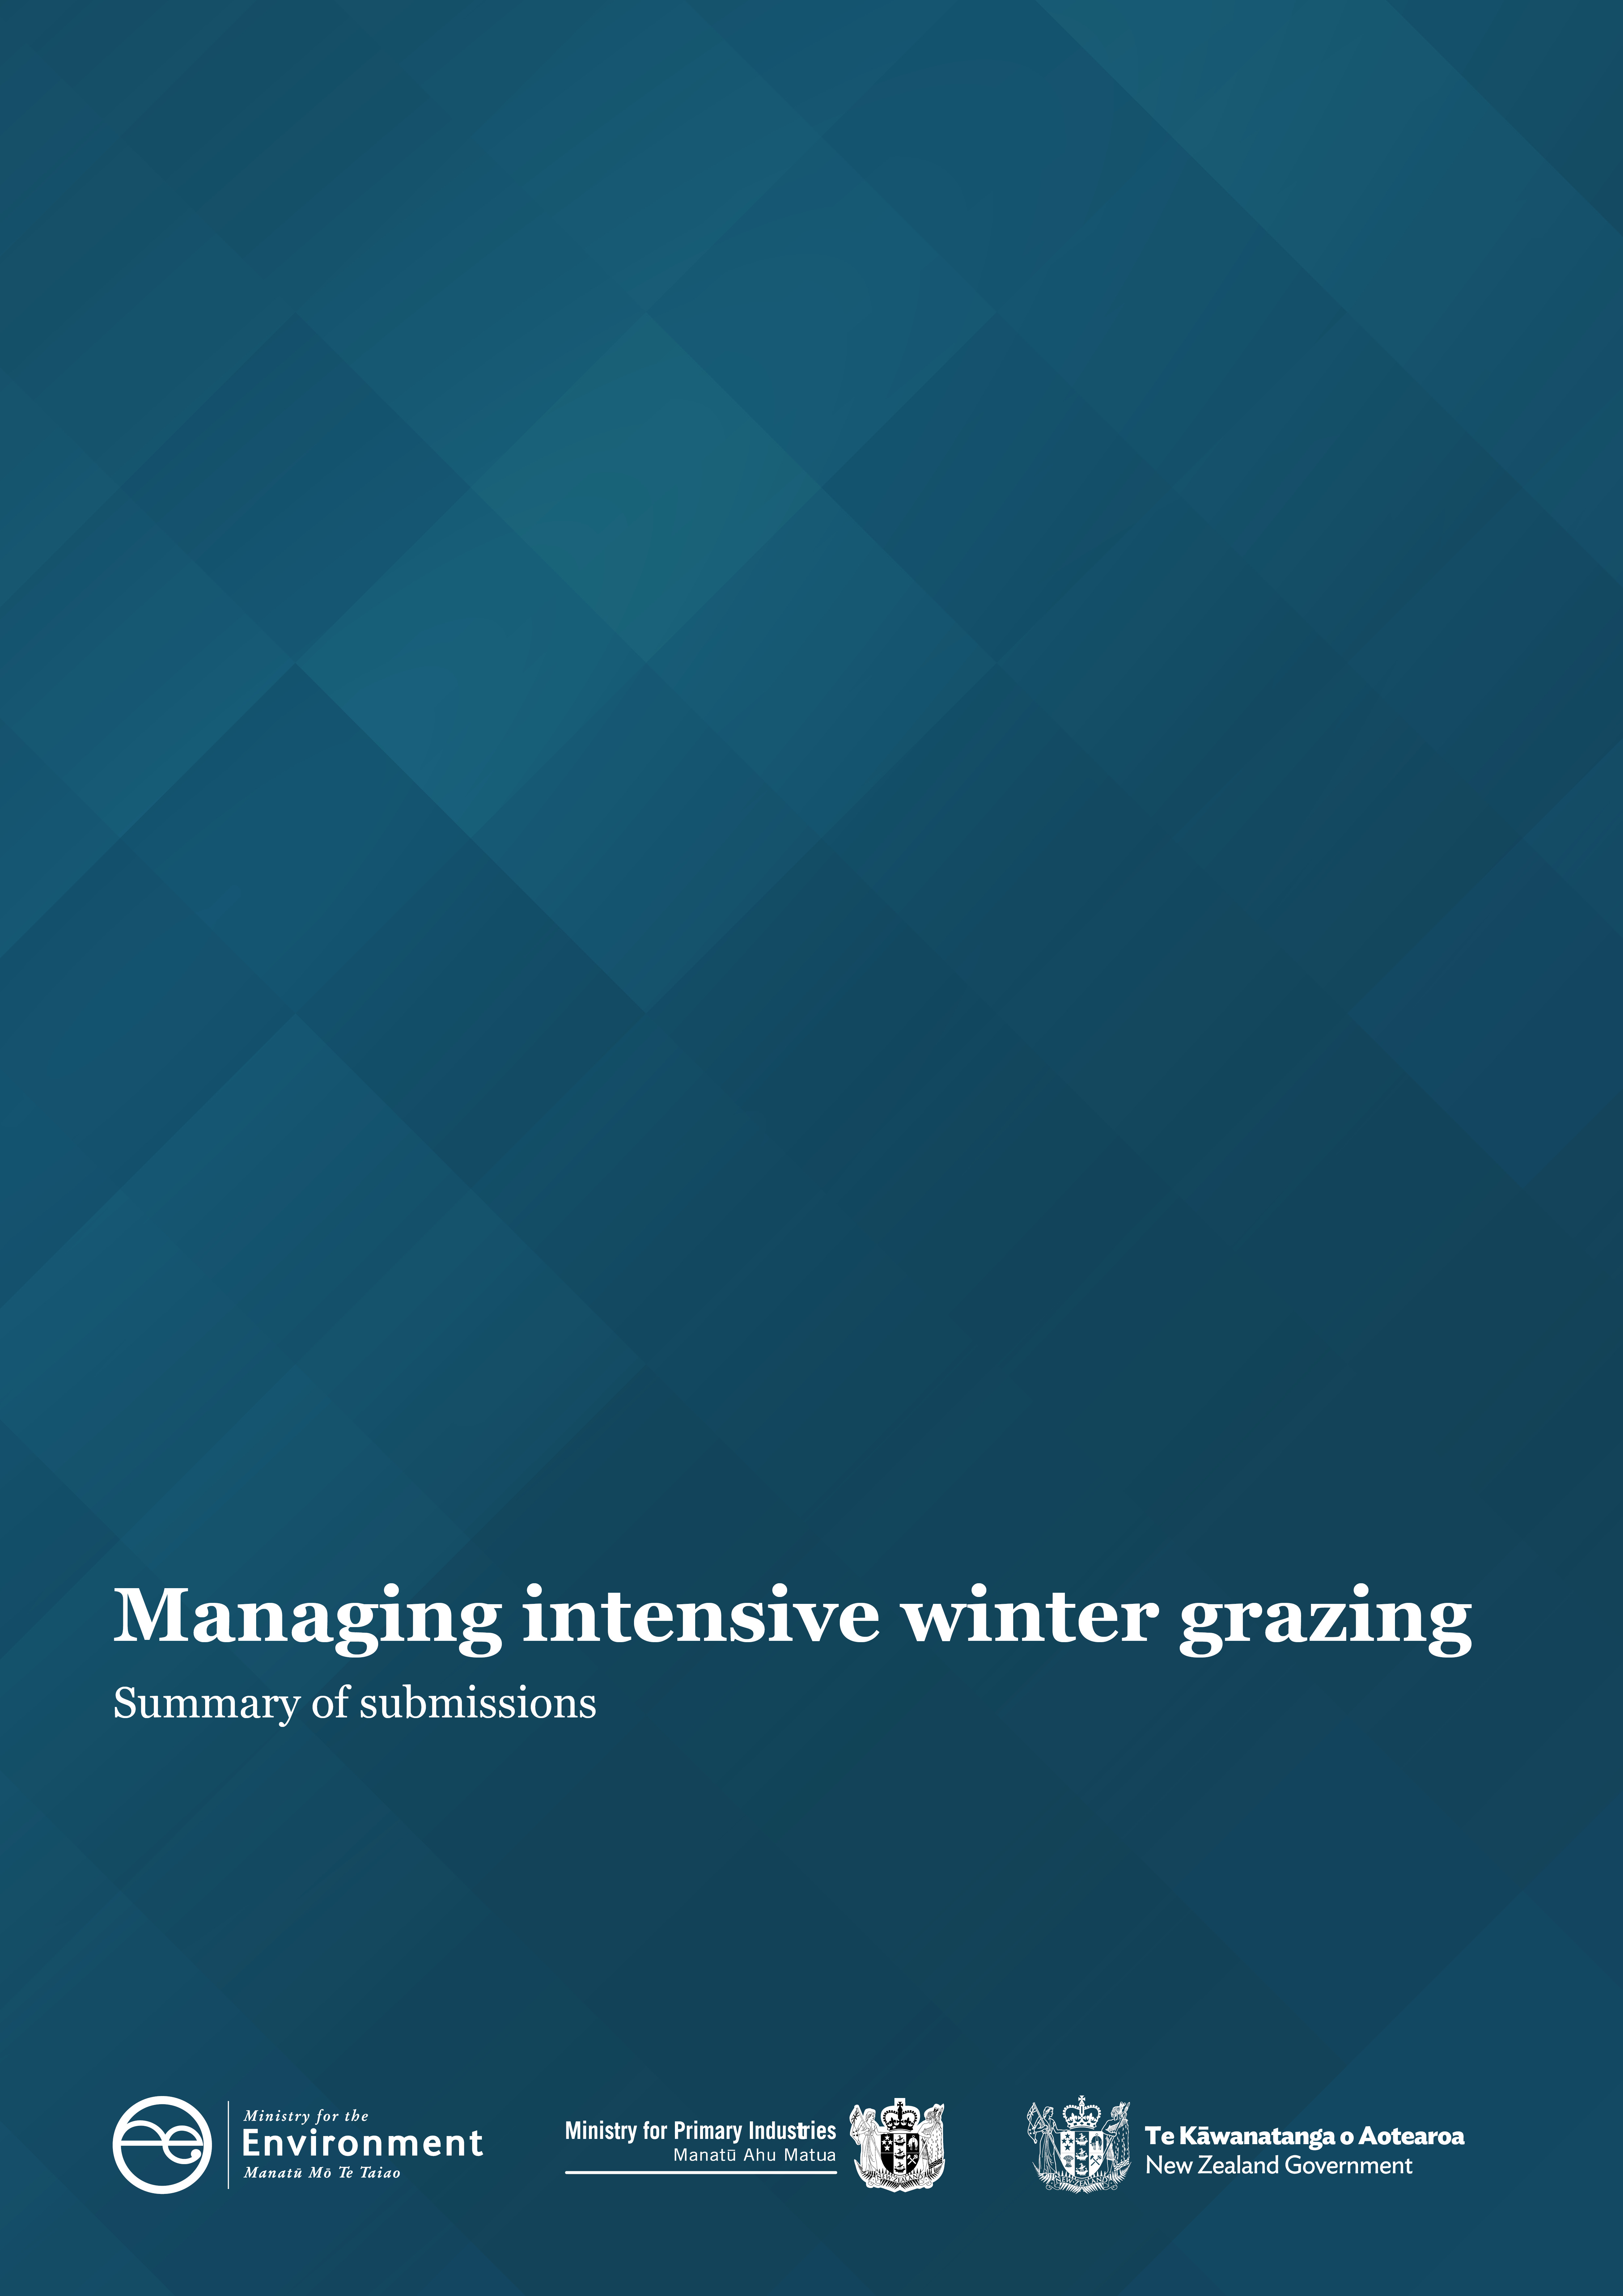 Managing intensive winter grazing
Summary of submissions
Ministry for the
Environment
Manatū Mō Te Taiao
Ministry for Primary Industries
Manatū Ahu Matua
Te Kāwanatanga o Aotearoa
New Zealand Government